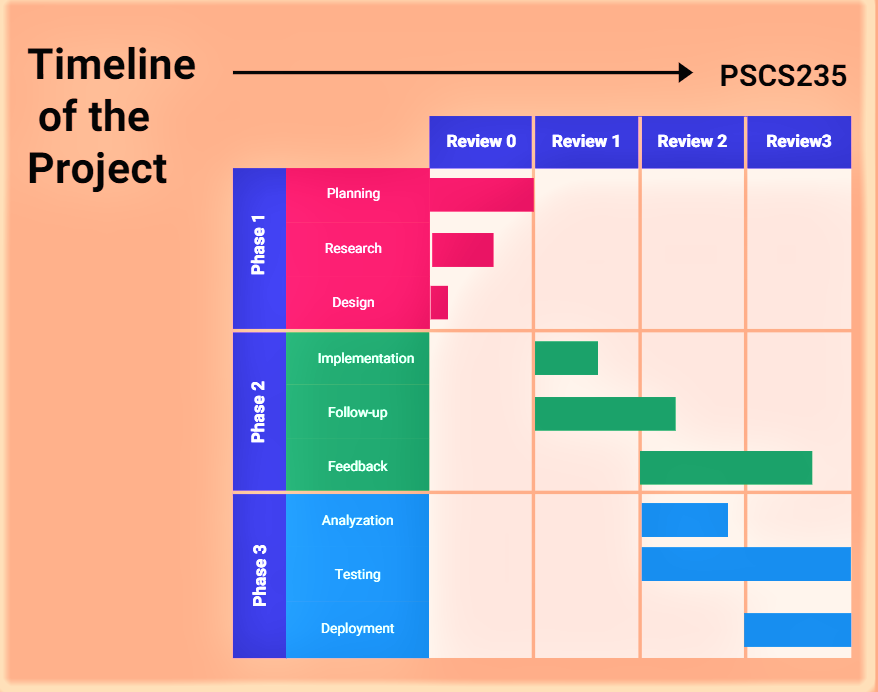 Timeline
of the
Project
PSCS235
Review 0
Review 1
Review 2
Review3
Phase 1
Planning
Research
Design
Phase 2
Implementation
Follow-up
Feedback
Phase 3
Analyzation
Testing
Deployment